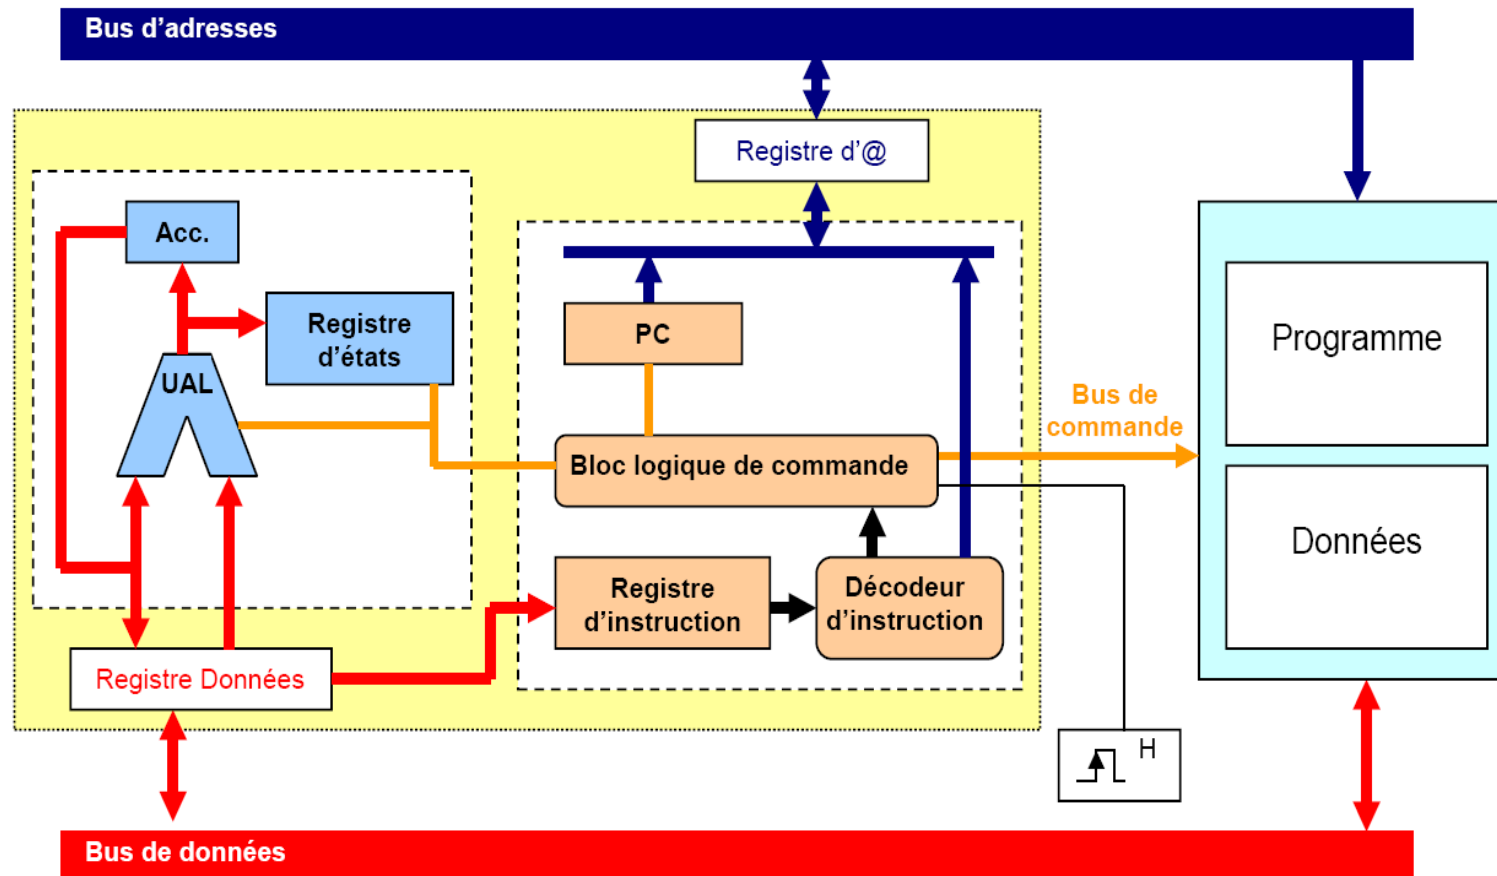 Bus d’adresses
Registre d’@
Acc.
Registre
d’états
UAL
PC
Bloc logique de commande
Registre
d’instruction
Décodeur
d’instruction
Registre Données
Bus de
commande
Programme
Données
H
Bus de données